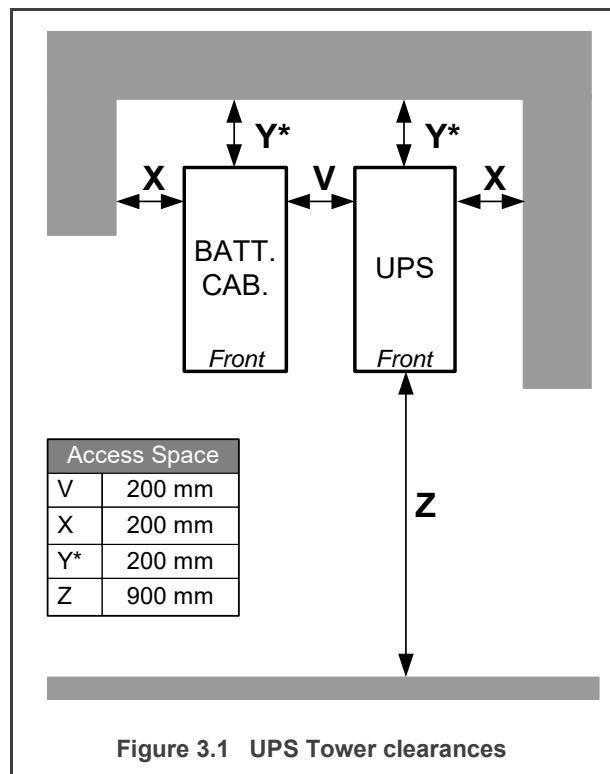 Y* Y*
X V X
BATT.
CAB.
UPS
Front Front
Access Space
V 200 mm
X 200 mm
Y* 200 mm
Z 900 mm
Z
Figure 3.1 UPS Tower clearances